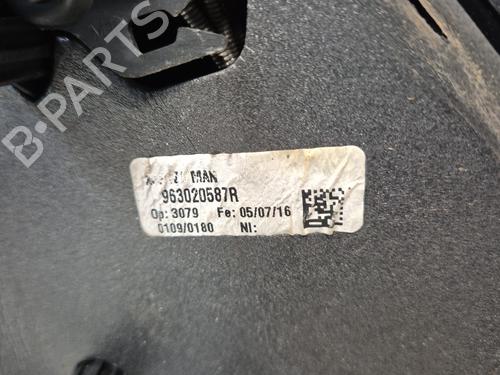 B-PARTS
MAN
963020587R
Op: 3079 Fe: 05/07/16
0109/0180 NI: